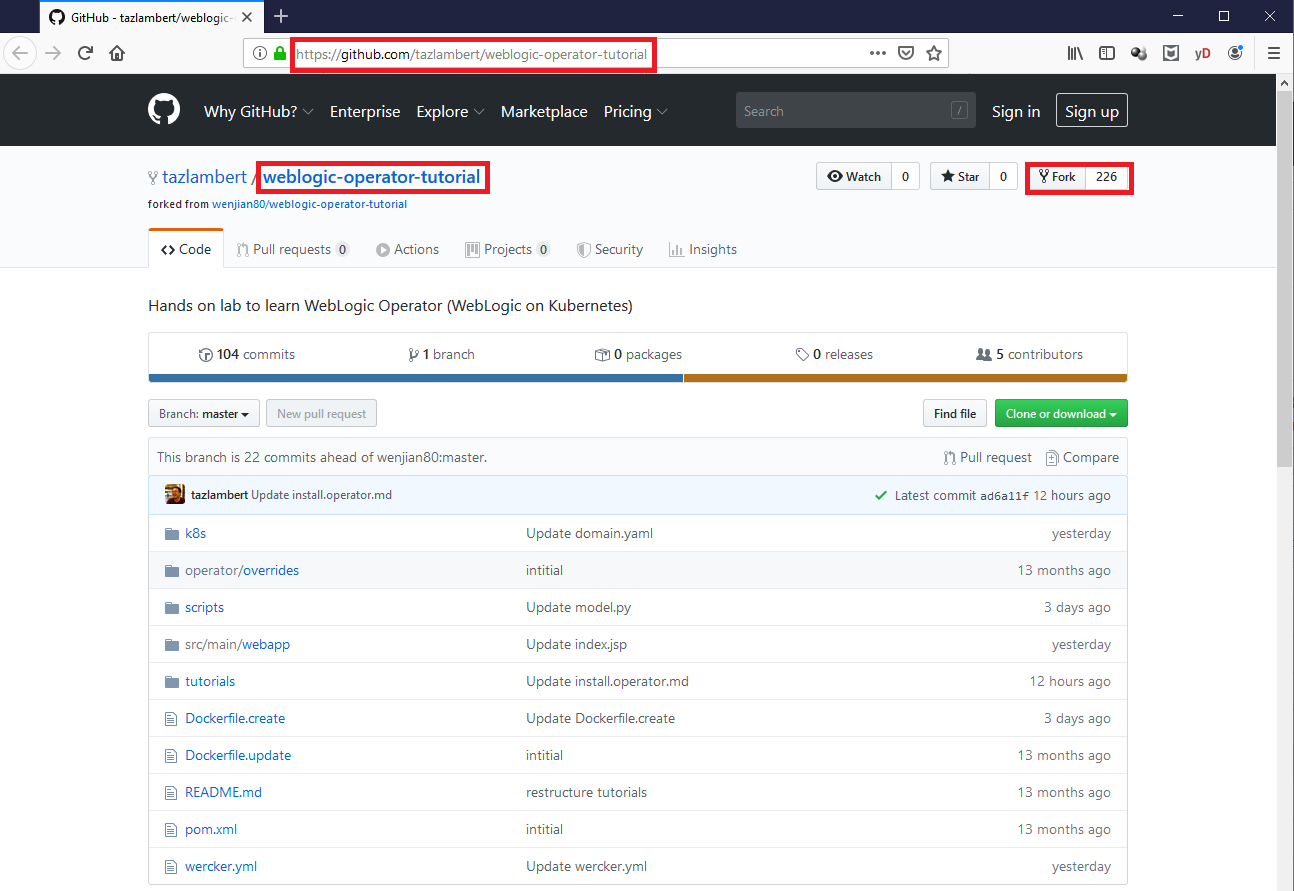 GitHub - tazlambert/weblogic-
https://github.com/tazlambert/weblogic-operator-tutorial
yD
Why GitHub? Enterprise Explore Marketplace Pricing Search / Sign in Sign up
tazlambert / weblogic-operator-tutorial Watch 0 Star 0 Fork 226
forked from wenjian80/weblogic-operator-tutorial
Code Pull requests 0 Actions Projects 0 Security Insights
Hands on lab to learn WebLogic Operator (WebLogic on Kubernetes)
104 commits 1 branch 0 packages 0 releases 5 contributors
Branch: master New pull request Find file Clone or download
This branch is 22 commits ahead of wenjian80:master. Pull request Compare
tazlambert Update install.operator.md Latest commit ad6a11f 12 hours ago
k8s Update domain.yaml yesterday
operator/overrides intitial 13 months ago
scripts Update model.py 3 days ago
src/main/webapp Update index.jsp yesterday
tutorials Update install.operator.md 12 hours ago
Dockerfile.create Update Dockerfile.create 3 days ago
Dockerfile.update intitial 13 months ago
README.md restructure tutorials 13 months ago
pom.xml intitial 13 months ago
wercker.yml Update wercker.yml yesterday